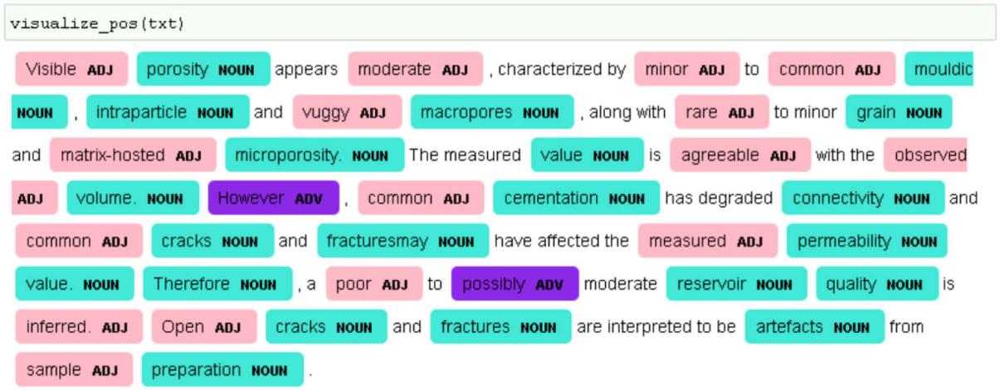 visualize_pos(txt)
Visible ADJ porosity NOUN appears moderate ADJ , characterized by minor ADJ to common ADJ mouldic
NOUN , intraparticle NOUN and vuggy ADJ macropores NOUN , along with rare ADJ to minor grain NOUN
and matrix-hosted ADJ microporosity. NOUN The measured value NOUN is agreeable ADJ with the observed
ADJ volume. NOUN However ADV , common ADJ cementation NOUN has degraded connectivity NOUN and
common ADJ cracks NOUN and fracturesmay NOUN have affected the measured ADJ permeability NOUN
value. NOUN Therefore NOUN , a poor ADJ to possibly ADV moderate reservoir NOUN quality NOUN is
inferred. ADJ Open ADJ cracks NOUN and fractures NOUN are interpreted to be artefacts NOUN from
sample ADJ preparation NOUN .